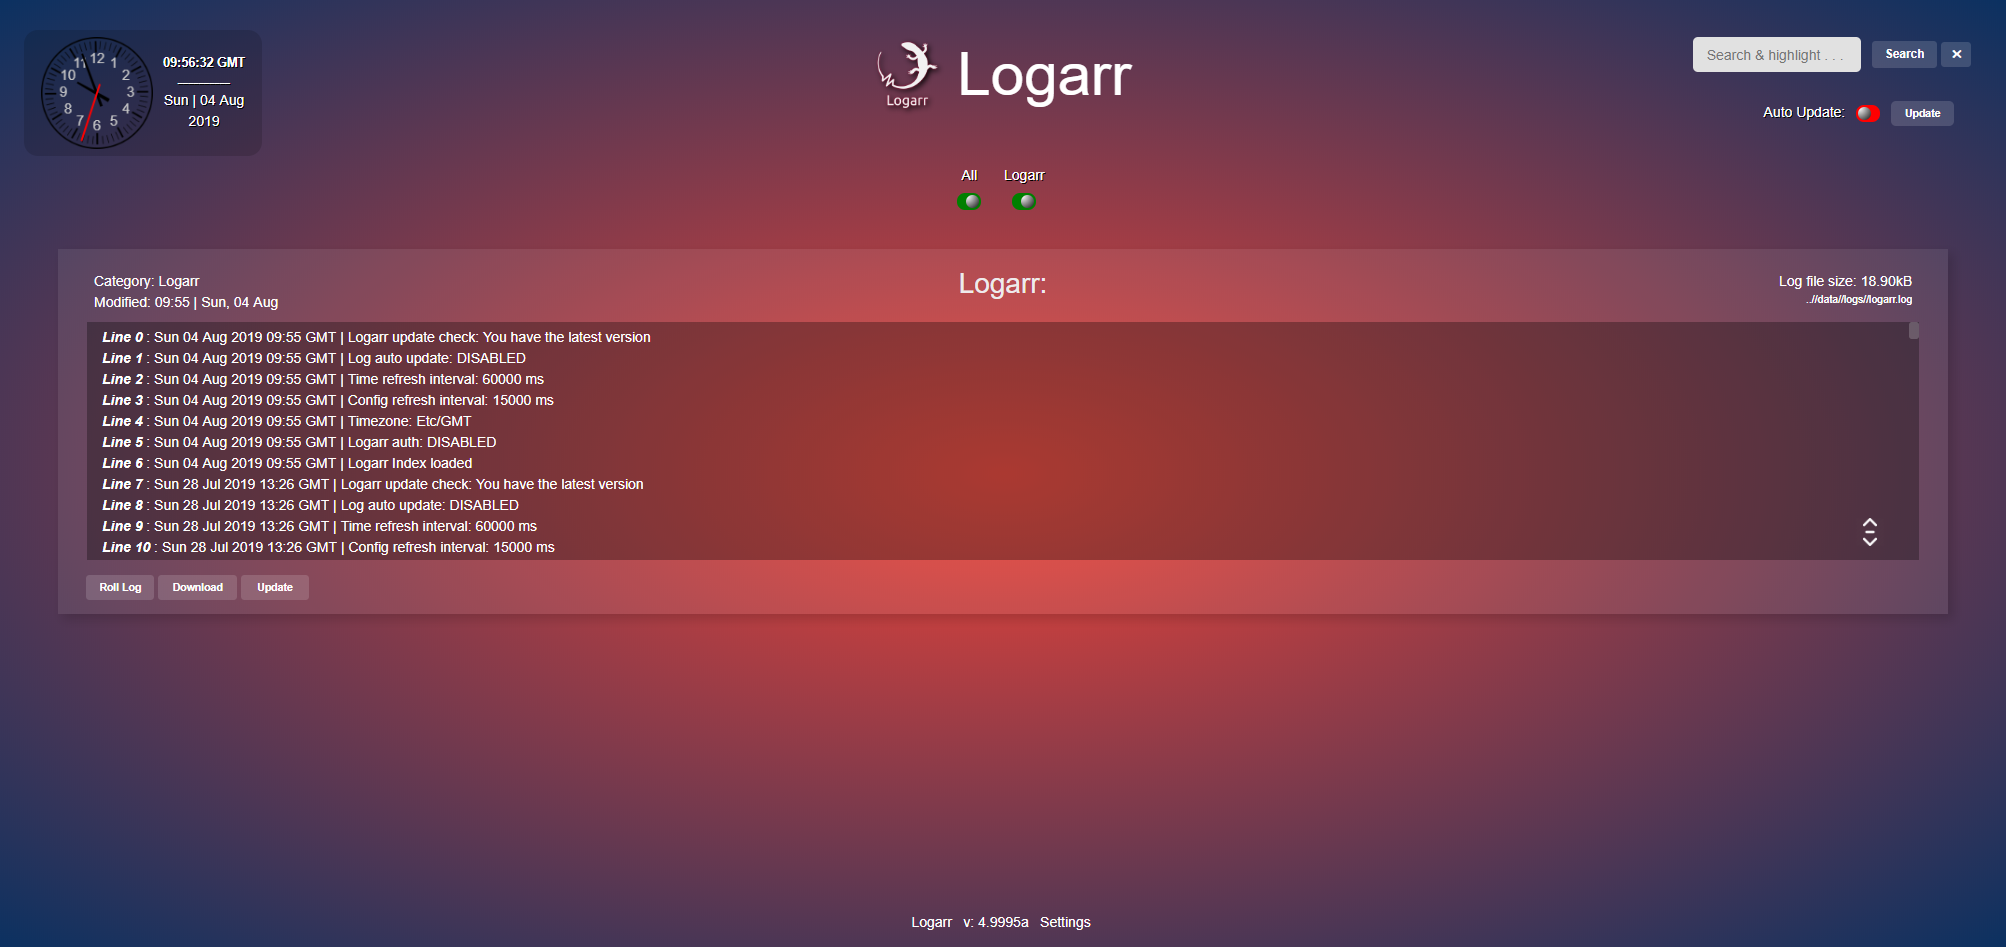 12
1
2
3
4
5
6
7
8
9
10
11
09:56:32 GMT
Sun | 04 Aug
2019
Logarr
Logarr
Search & highlight . . .
Search
×
Auto Update:
Update
All
Logarr
Category: Logarr
Modified: 09:55 | Sun, 04 Aug
Logarr:
Log file size: 18.90kB
..//data//logs//logarr.log
Line 0 : Sun 04 Aug 2019 09:55 GMT | Logarr update check: You have the latest version
Line 1 : Sun 04 Aug 2019 09:55 GMT | Log auto update: DISABLED
Line 2 : Sun 04 Aug 2019 09:55 GMT | Time refresh interval: 60000 ms
Line 3 : Sun 04 Aug 2019 09:55 GMT | Config refresh interval: 15000 ms
Line 4 : Sun 04 Aug 2019 09:55 GMT | Timezone: Etc/GMT
Line 5 : Sun 04 Aug 2019 09:55 GMT | Logarr auth: DISABLED
Line 6 : Sun 04 Aug 2019 09:55 GMT | Logarr Index loaded
Line 7 : Sun 28 Jul 2019 13:26 GMT | Logarr update check: You have the latest version
Line 8 : Sun 28 Jul 2019 13:26 GMT | Log auto update: DISABLED
Line 9 : Sun 28 Jul 2019 13:26 GMT | Time refresh interval: 60000 ms
Line 10 : Sun 28 Jul 2019 13:26 GMT | Config refresh interval: 15000 ms
Roll Log
Download
Update
Logarr v: 4.9995a Settings